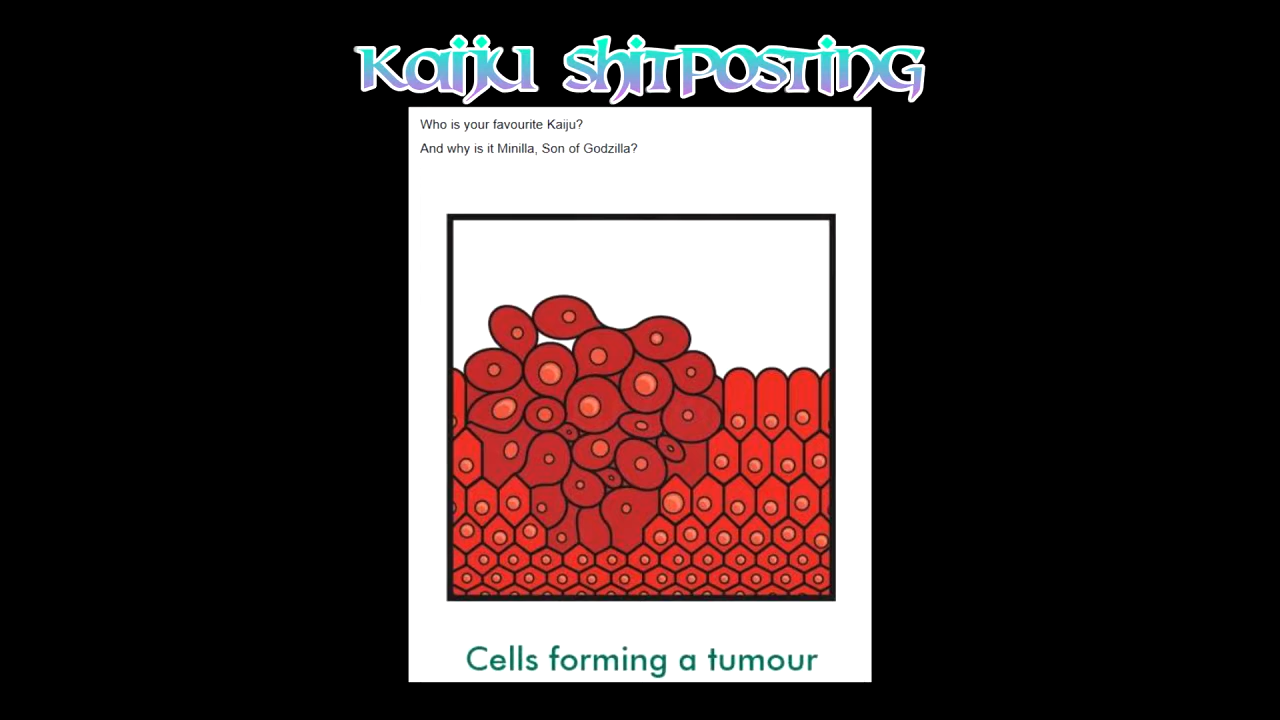 Kaiju Shitposting
Who is your favourite Kaiju?
And why is it Minilla, Son of Godzilla?
Cells forming a tumour